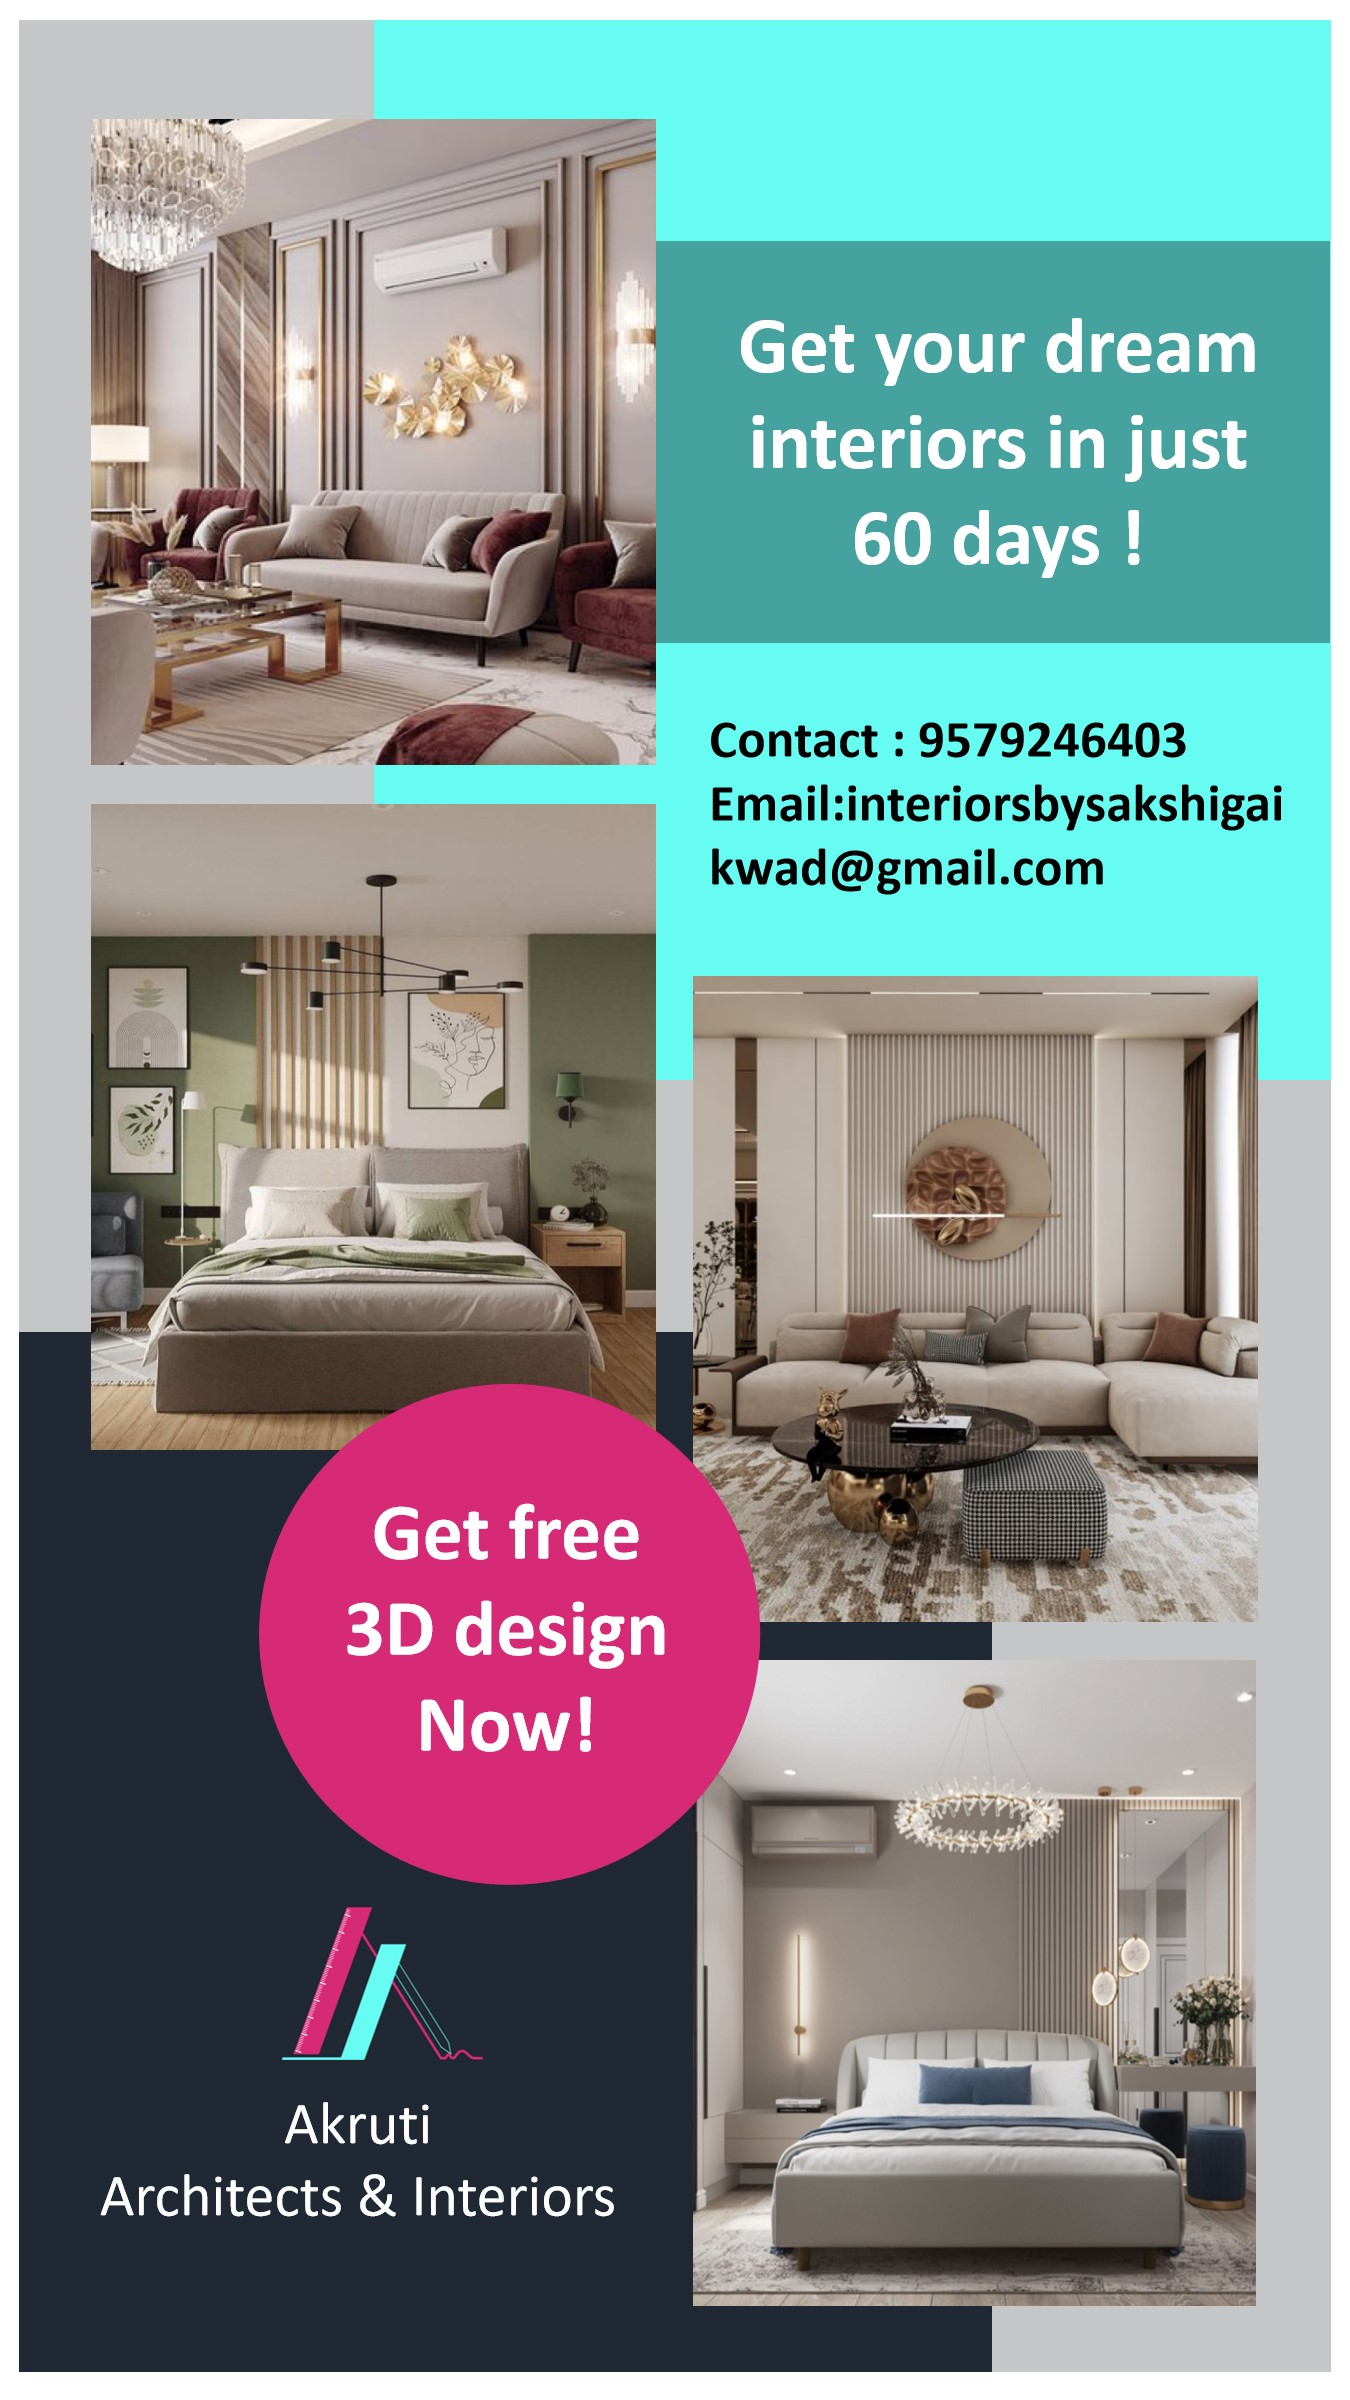 Get your dream
interiors in just
60 days !
Contact : 9579246403
Email:interiorsbysakshigai
kwad@gmail.com
Get free
3D design
Now!
Akruti
Architects & Interiors